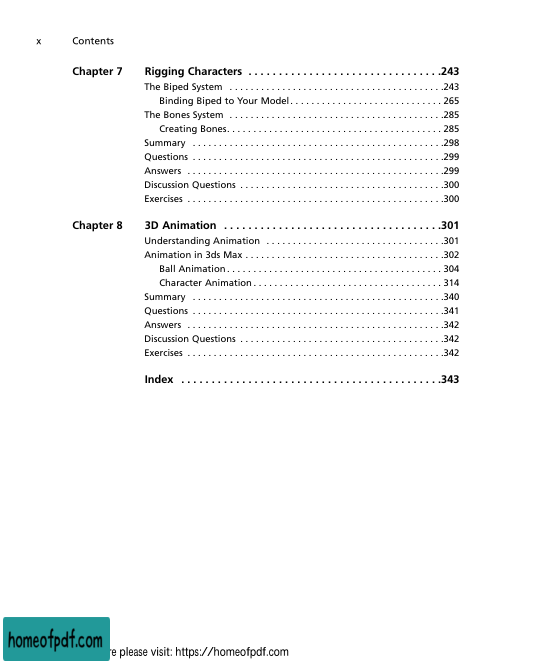 x Contents
Chapter 7 Rigging Characters . . . . . . . . . . . . . . . . . . . . . . . . . . . . . . . .243
The Biped System . . . . . . . . . . . . . . . . . . . . . . . . . . . . . . . . . . . . . . . 243
Binding Biped to Your Model. . . . . . . . . . . . . . . . . . . . . . . . . . . . 265
The Bones System . . . . . . . . . . . . . . . . . . . . . . . . . . . . . . . . . . . . . . . 285
Creating Bones. . . . . . . . . . . . . . . . . . . . . . . . . . . . . . . . . . . . . . . 285
Summary . . . . . . . . . . . . . . . . . . . . . . . . . . . . . . . . . . . . . . . . . . . . . 298
Questions . . . . . . . . . . . . . . . . . . . . . . . . . . . . . . . . . . . . . . . . . . . . . 299
Answers . . . . . . . . . . . . . . . . . . . . . . . . . . . . . . . . . . . . . . . . . . . . . . 299
Discussion Questions . . . . . . . . . . . . . . . . . . . . . . . . . . . . . . . . . . . . . 300
Exercises . . . . . . . . . . . . . . . . . . . . . . . . . . . . . . . . . . . . . . . . . . . . . . 300
Chapter 8 3D Animation . . . . . . . . . . . . . . . . . . . . . . . . . . . . . . . . . . . .301
Understanding Animation . . . . . . . . . . . . . . . . . . . . . . . . . . . . . . . . 301
Animation in 3ds Max . . . . . . . . . . . . . . . . . . . . . . . . . . . . . . . . . . . . 302
Ball Animation . . . . . . . . . . . . . . . . . . . . . . . . . . . . . . . . . . . . . . . 304
Character Animation . . . . . . . . . . . . . . . . . . . . . . . . . . . . . . . . . . 314
Summary . . . . . . . . . . . . . . . . . . . . . . . . . . . . . . . . . . . . . . . . . . . . . 340
Questions . . . . . . . . . . . . . . . . . . . . . . . . . . . . . . . . . . . . . . . . . . . . . 341
Answers . . . . . . . . . . . . . . . . . . . . . . . . . . . . . . . . . . . . . . . . . . . . . . 342
Discussion Questions . . . . . . . . . . . . . . . . . . . . . . . . . . . . . . . . . . . . . 342
Exercises . . . . . . . . . . . . . . . . . . . . . . . . . . . . . . . . . . . . . . . . . . . . . . 342
Index . . . . . . . . . . . . . . . . . . . . . . . . . . . . . . . . . . . . . . . . . . .343
homeofpdf.com please visit: https://homeofpdf.com